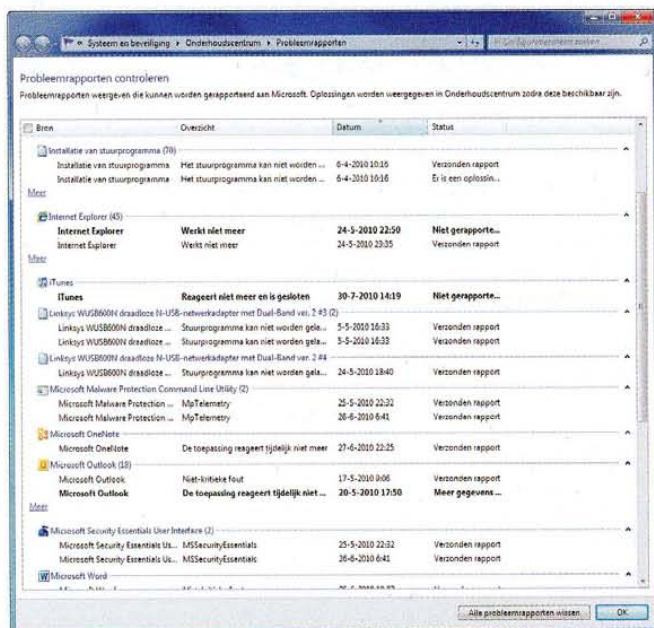 « Systeem en beveiliging ▸ Onderhoudscentrum ▸ Probleemrapporten
Probleemrapporten controleren
Probleemrapporten weergeven die kunnen worden gerapporteerd aan Microsoft. Oplossingen worden weergegeven in Onderhoudscentrum zodra deze beschikbaar zijn.
Bron Overzicht Datum Status
Installatie van stuurprogramma (70)
Installatie van stuurprogramma Het stuurprogramma kan niet worden ... 6-4-2010 10:16 Verzonden rapport
Installatie van stuurprogramma Het stuurprogramma kan niet worden ... 6-4-2010 10:16 Er is een oplossin...
Meer
Internet Explorer (45)
Internet Explorer Werkt niet meer 24-5-2010 22:50 Niet gerapporte...
Internet Explorer Werkt niet meer 24-5-2010 23:35 Verzonden rapport
Meer
iTunes
iTunes Reageert niet meer en is gesloten 30-7-2010 14:19 Niet gerapporte...
Linksys WUSB600N draadloze N-USB-netwerkadapter met Dual-Band ver. 2 #3 (2)
Linksys WUSB600N draadloze ... Stuurprogramma kan niet worden gela... 5-5-2010 16:33 Verzonden rapport
Linksys WUSB600N draadloze ... Stuurprogramma kan niet worden gela... 5-5-2010 16:33 Verzonden rapport
Linksys WUSB600N draadloze N-USB-netwerkadapter met Dual-Band ver. 2 #4
Linksys WUSB600N draadloze ... Stuurprogramma kan niet worden gela... 24-5-2010 18:40 Verzonden rapport
Microsoft Malware Protection Command Line Utility (2)
Microsoft Malware Protection ... MpTelemetry 25-5-2010 22:32 Verzonden rapport
Microsoft Malware Protection ... MpTelemetry 26-6-2010 6:41 Verzonden rapport
Microsoft OneNote
Microsoft OneNote De toepassing reageert tijdelijk niet meer 27-6-2010 22:25 Verzonden rapport
Microsoft Outlook (18)
Microsoft Outlook Niet-kritieke fout 17-5-2010 9:06 Verzonden rapport
Microsoft Outlook De toepassing reageert tijdelijk niet ... 20-5-2010 17:50 Meer gegevens ...
Meer
Microsoft Security Essentials User Interface (2)
Microsoft Security Essentials Us... MSSecurityEssentials 25-5-2010 22:32 Verzonden rapport
Microsoft Security Essentials Us... MSSecurityEssentials 26-6-2010 6:41 Verzonden rapport
Microsoft Word
Alle probleemrapporten wissen OK